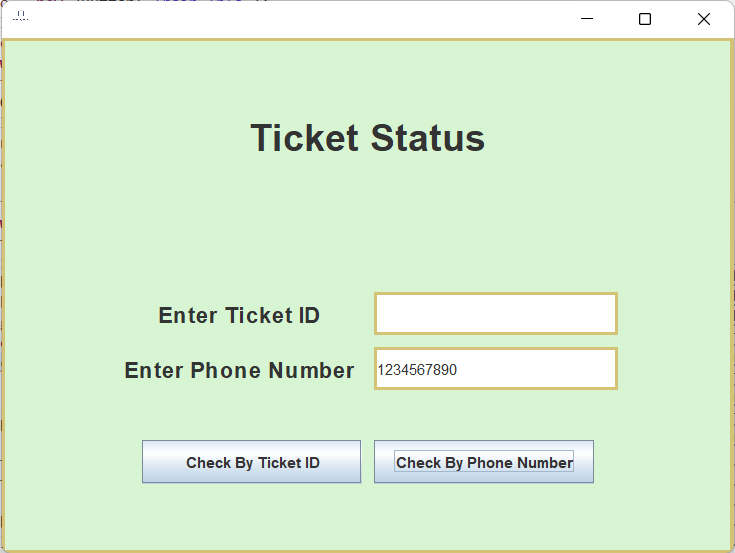 Ticket Status
Enter Ticket ID
Enter Phone Number
1234567890
Check By Ticket ID
Check By Phone Number